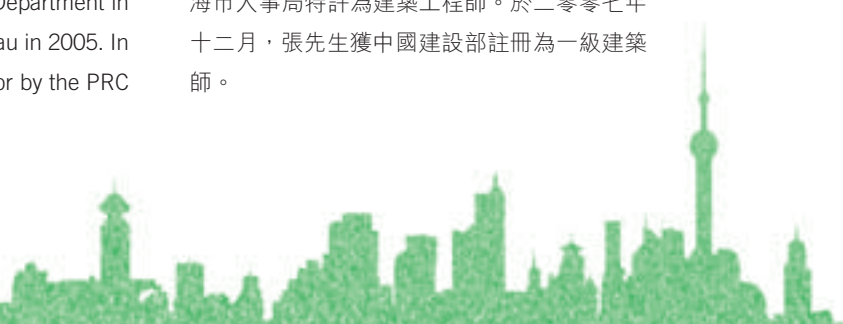 Department in
au in 2005. In
or by the PRC
海市人事局特許為建築工程師。於二零零七年
十二月，張先生獲中國建設部註冊為一級建築
師。